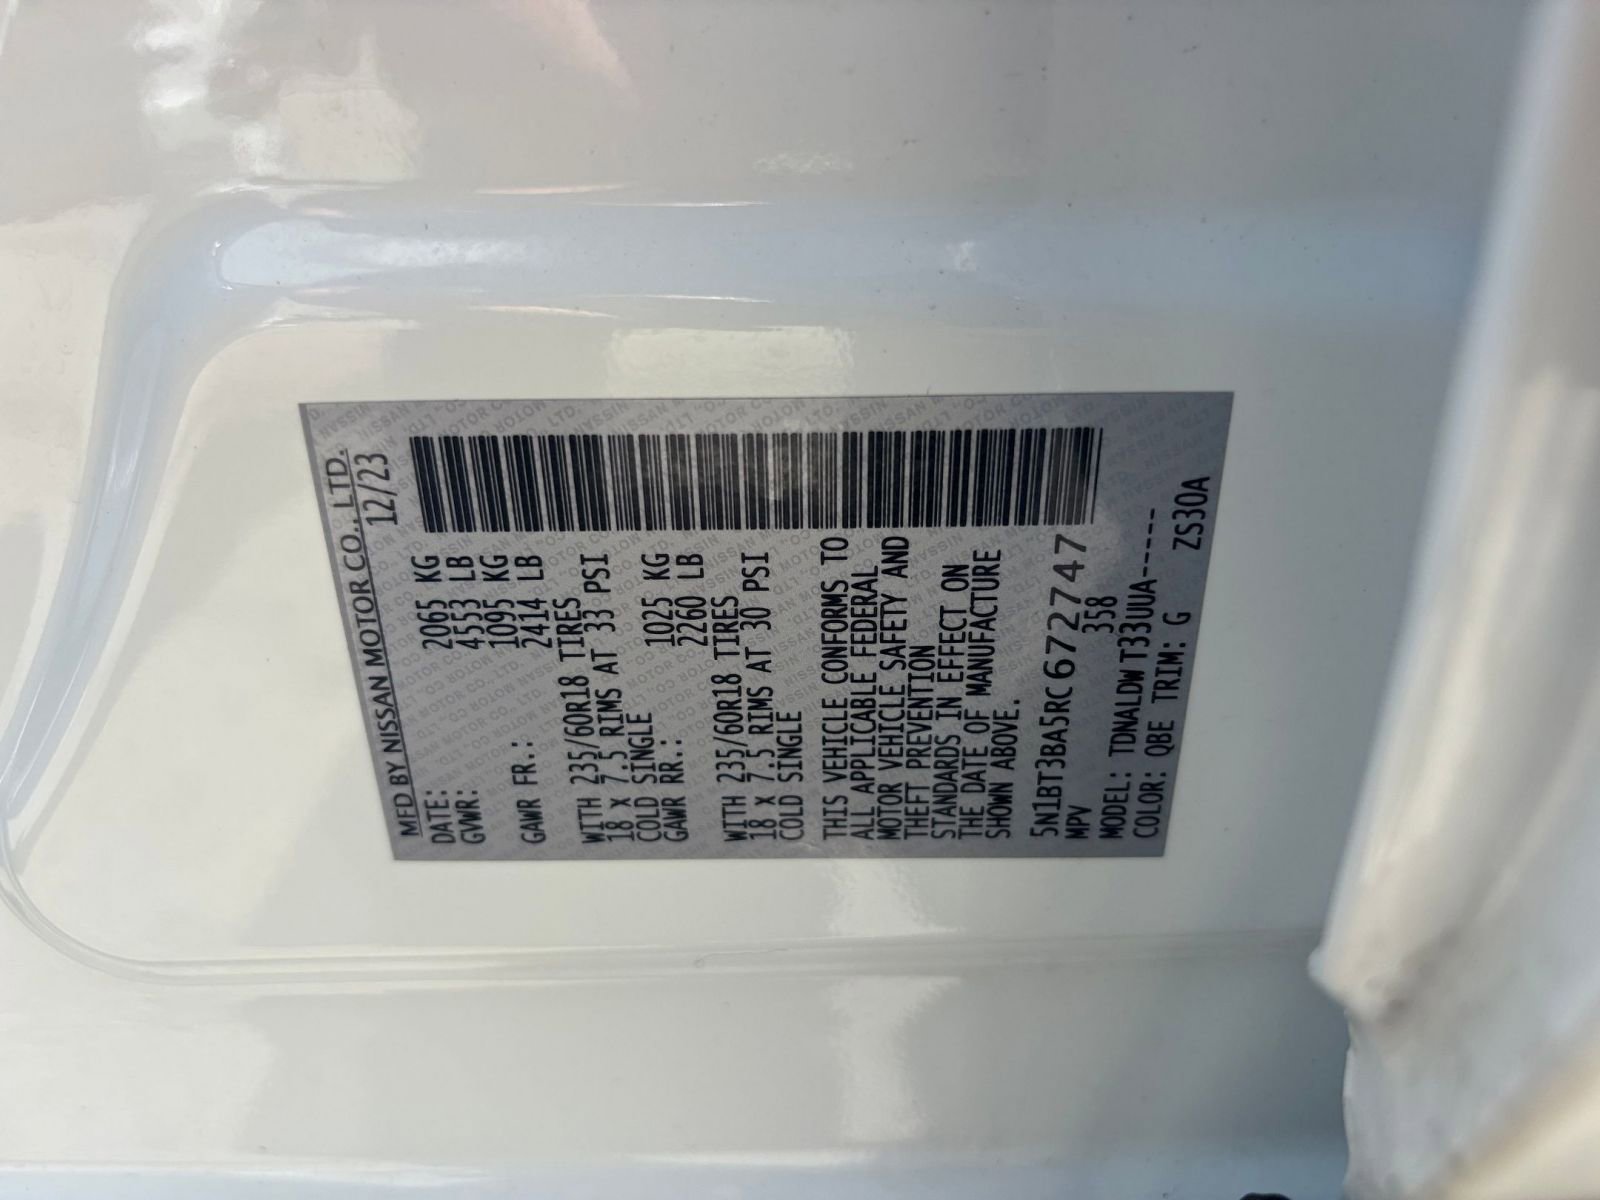 MFD BY NISSAN MOTOR CO., LTD.
DATE: 12/23
GVWR: 2065 KG
4553 LB
GAWR FR.: 1095 KG
2414 LB
WITH 235/60R18 TIRES
18 X 7.5 RIMS AT 33 PSI
COLD SINGLE
GAWR RR.: 1025 KG
2260 LB
WITH 235/60R18 TIRES
18 X 7.5 RIMS AT 30 PSI
COLD SINGLE
THIS VEHICLE CONFORMS TO
ALL APPLICABLE FEDERAL
MOTOR VEHICLE SAFETY AND
THEFT PREVENTION
STANDARDS IN EFFECT ON
THE DATE OF MANUFACTURE
SHOWN ABOVE.
5N1BT3BA5RC672747
MPV 358
MODEL: TDNALDW T33UUA-----
COLOR: QBE TRIM: G ZS30A